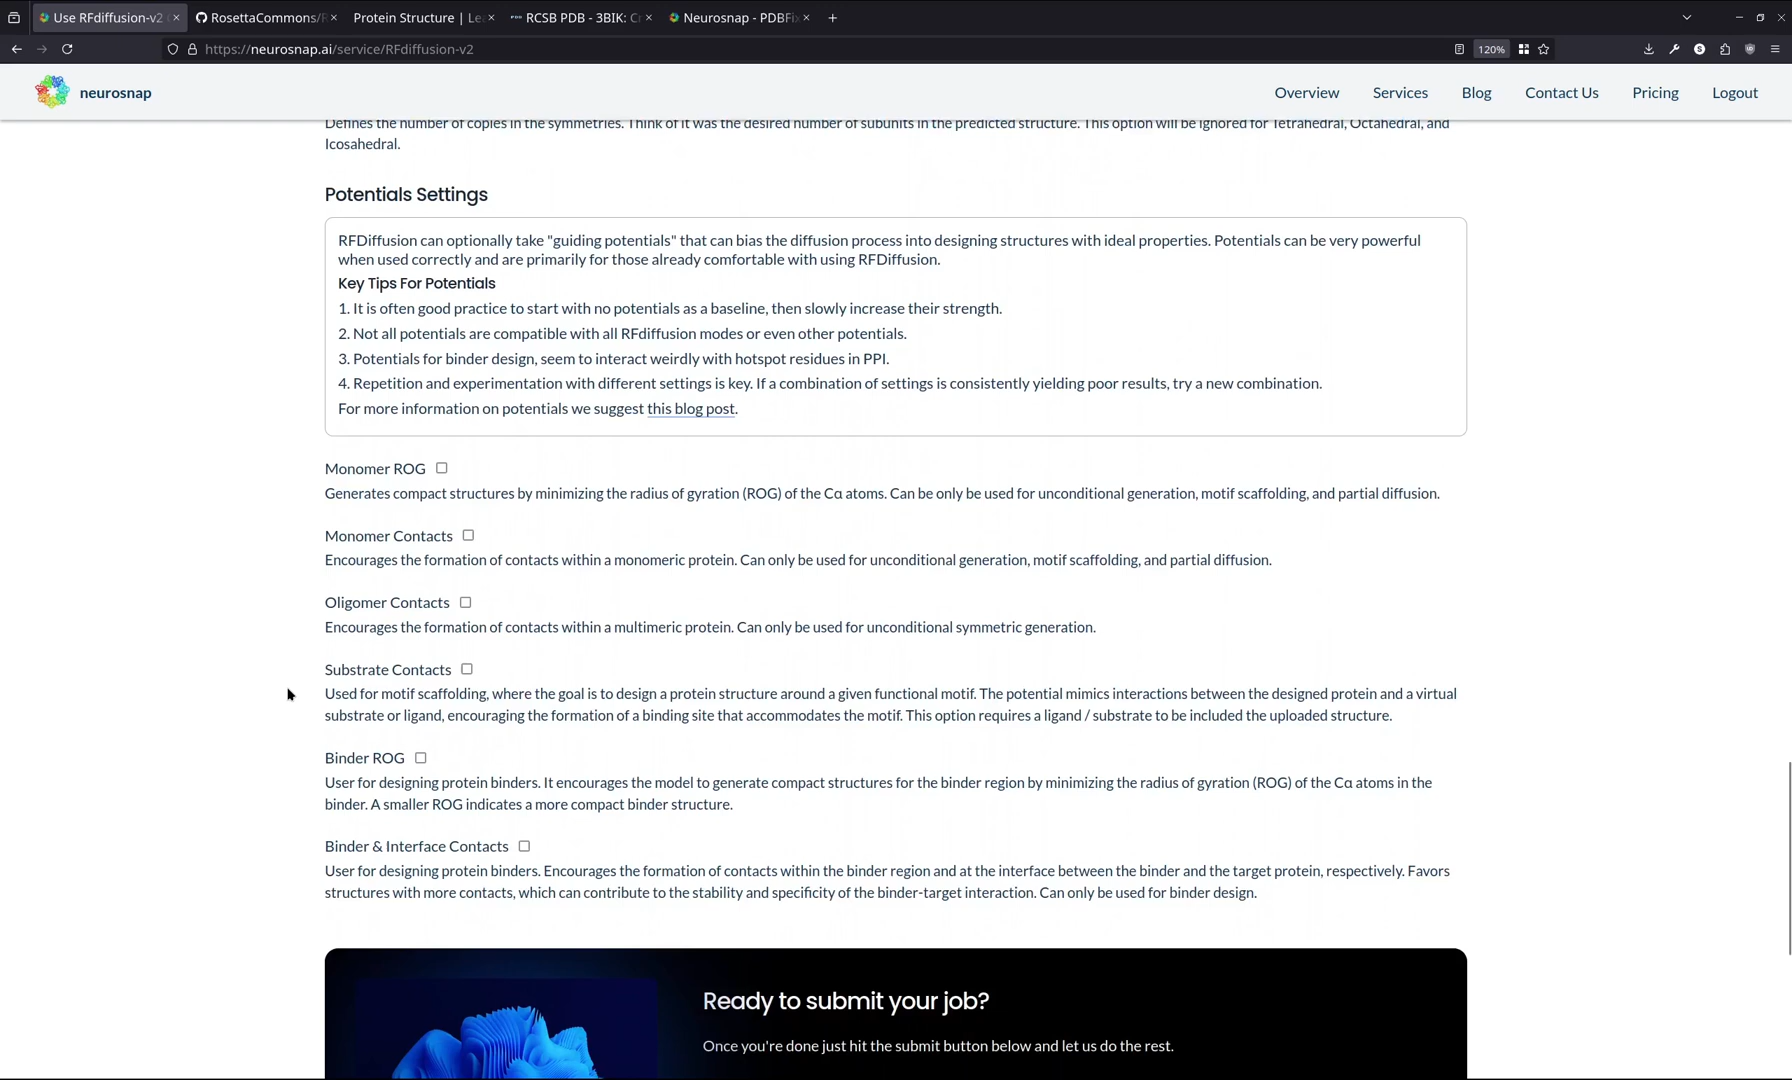 Use RFdiffusion-v2
RosettaCommons/R
Protein Structure | Le
RCSB PDB - 3BIK: C
Neurosnap - PDBFi
https://neurosnap.ai/service/RFdiffusion-v2
120%
neurosnap
Overview
Services
Blog
Contact Us
Pricing
Logout
Defines the number of copies in the symmetries. Think of it was the desired number of subunits in the predicted structure. This option will be ignored for Tetrahedral, Octahedral, and
Icosahedral.
Potentials Settings
RFDiffusion can optionally take "guiding potentials" that can bias the diffusion process into designing structures with ideal properties. Potentials can be very powerful
when used correctly and are primarily for those already comfortable with using RFDiffusion.
Key Tips For Potentials
1. It is often good practice to start with no potentials as a baseline, then slowly increase their strength.
2. Not all potentials are compatible with all RFdiffusion modes or even other potentials.
3. Potentials for binder design, seem to interact weirdly with hotspot residues in PPI.
4. Repetition and experimentation with different settings is key. If a combination of settings is consistently yielding poor results, try a new combination.
For more information on potentials we suggest this blog post.
Monomer ROG
Generates compact structures by minimizing the radius of gyration (ROG) of the Cα atoms. Can be only be used for unconditional generation, motif scaffolding, and partial diffusion.
Monomer Contacts
Encourages the formation of contacts within a monomeric protein. Can only be used for unconditional generation, motif scaffolding, and partial diffusion.
Oligomer Contacts
Encourages the formation of contacts within a multimeric protein. Can only be used for unconditional symmetric generation.
Substrate Contacts
Used for motif scaffolding, where the goal is to design a protein structure around a given functional motif. The potential mimics interactions between the designed protein and a virtual
substrate or ligand, encouraging the formation of a binding site that accommodates the motif. This option requires a ligand / substrate to be included the uploaded structure.
Binder ROG
User for designing protein binders. It encourages the model to generate compact structures for the binder region by minimizing the radius of gyration (ROG) of the Cα atoms in the
binder. A smaller ROG indicates a more compact binder structure.
Binder & Interface Contacts
User for designing protein binders. Encourages the formation of contacts within the binder region and at the interface between the binder and the target protein, respectively. Favors
structures with more contacts, which can contribute to the stability and specificity of the binder-target interaction. Can only be used for binder design.
Ready to submit your job?
Once you're done just hit the submit button below and let us do the rest.